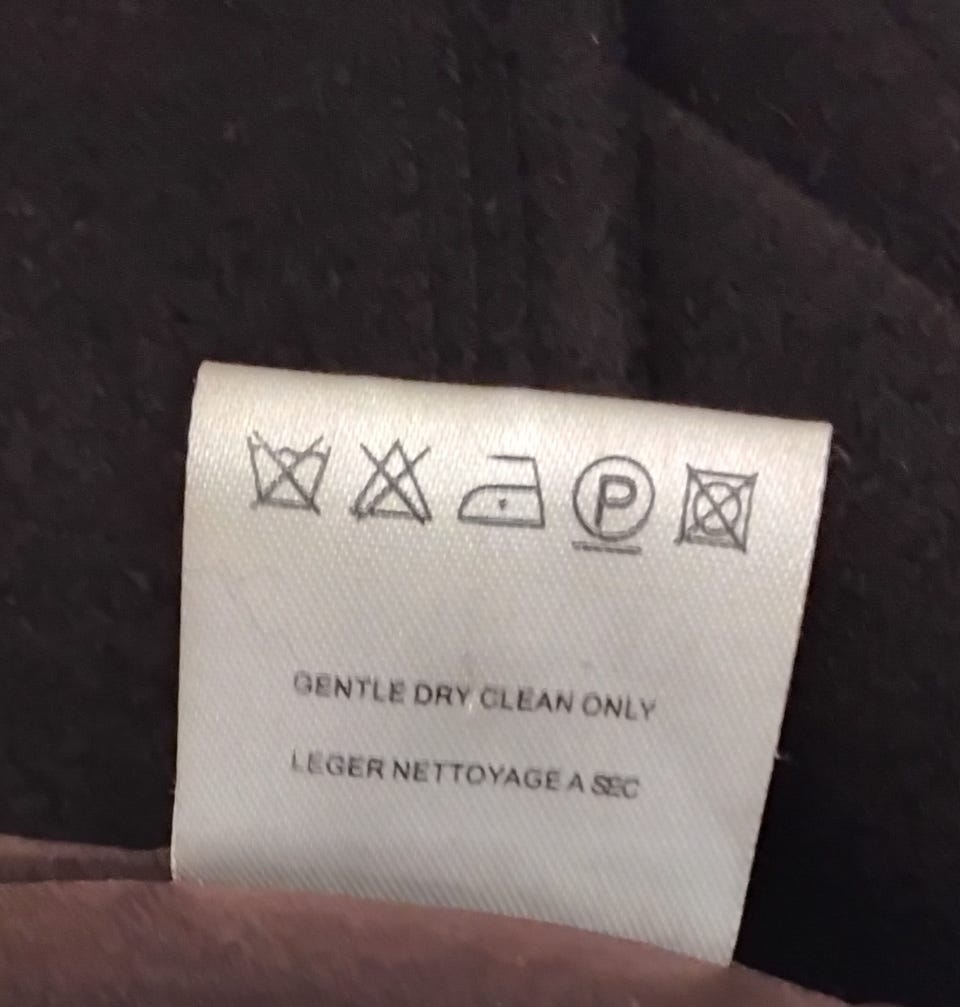 P
GENTLE DRY CLEAN ONLY
LEGER NETTOYAGE A SEC